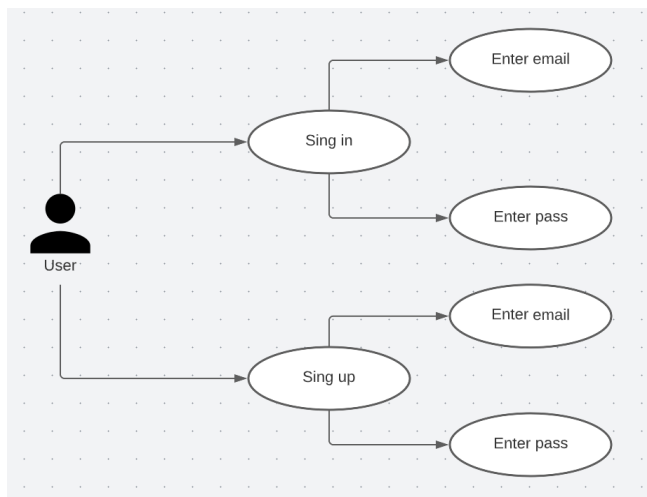 Enter email
Sing in
Enter pass
User
Enter email
Sing up
Enter pass